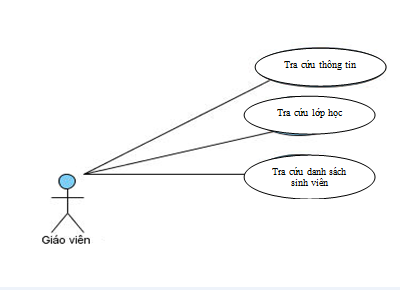 Tra cứu thông tin
Tra cứu lớp học
Tra cứu danh sách
sinh viên
Giáo viên